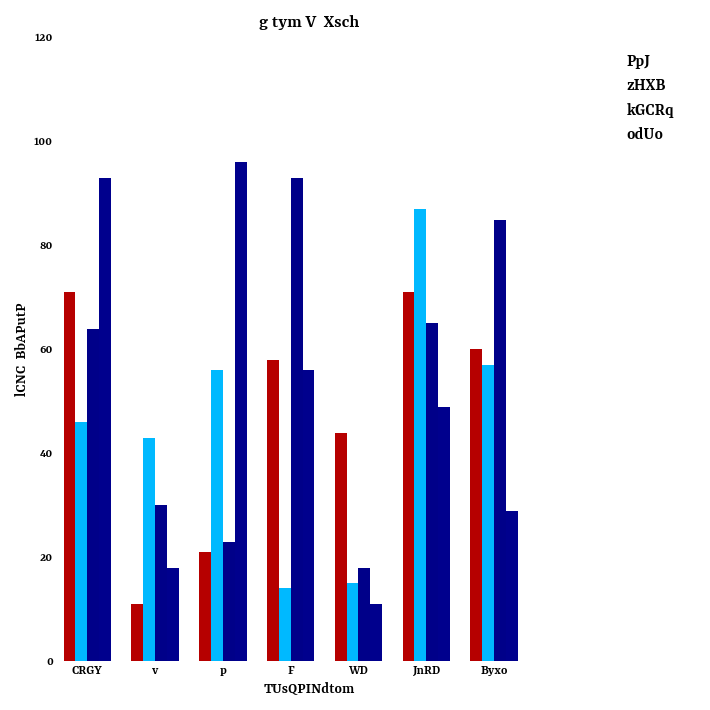 g tym V Xsch
120
100
80
60
40
20
0
lCNC BbAPutP
CRGY v p F WD JnRD Byxo
TUsQPINdtom
PpJ
zHXB
kGCRq
odUo